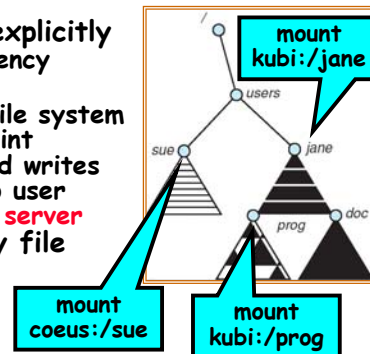 explicitly
ency
ile system
int
d writes
o user
server
y file
/
users
sue
jane
prog
doc
mount
kubi:/jane
mount
coeus:/sue
mount
kubi:/prog